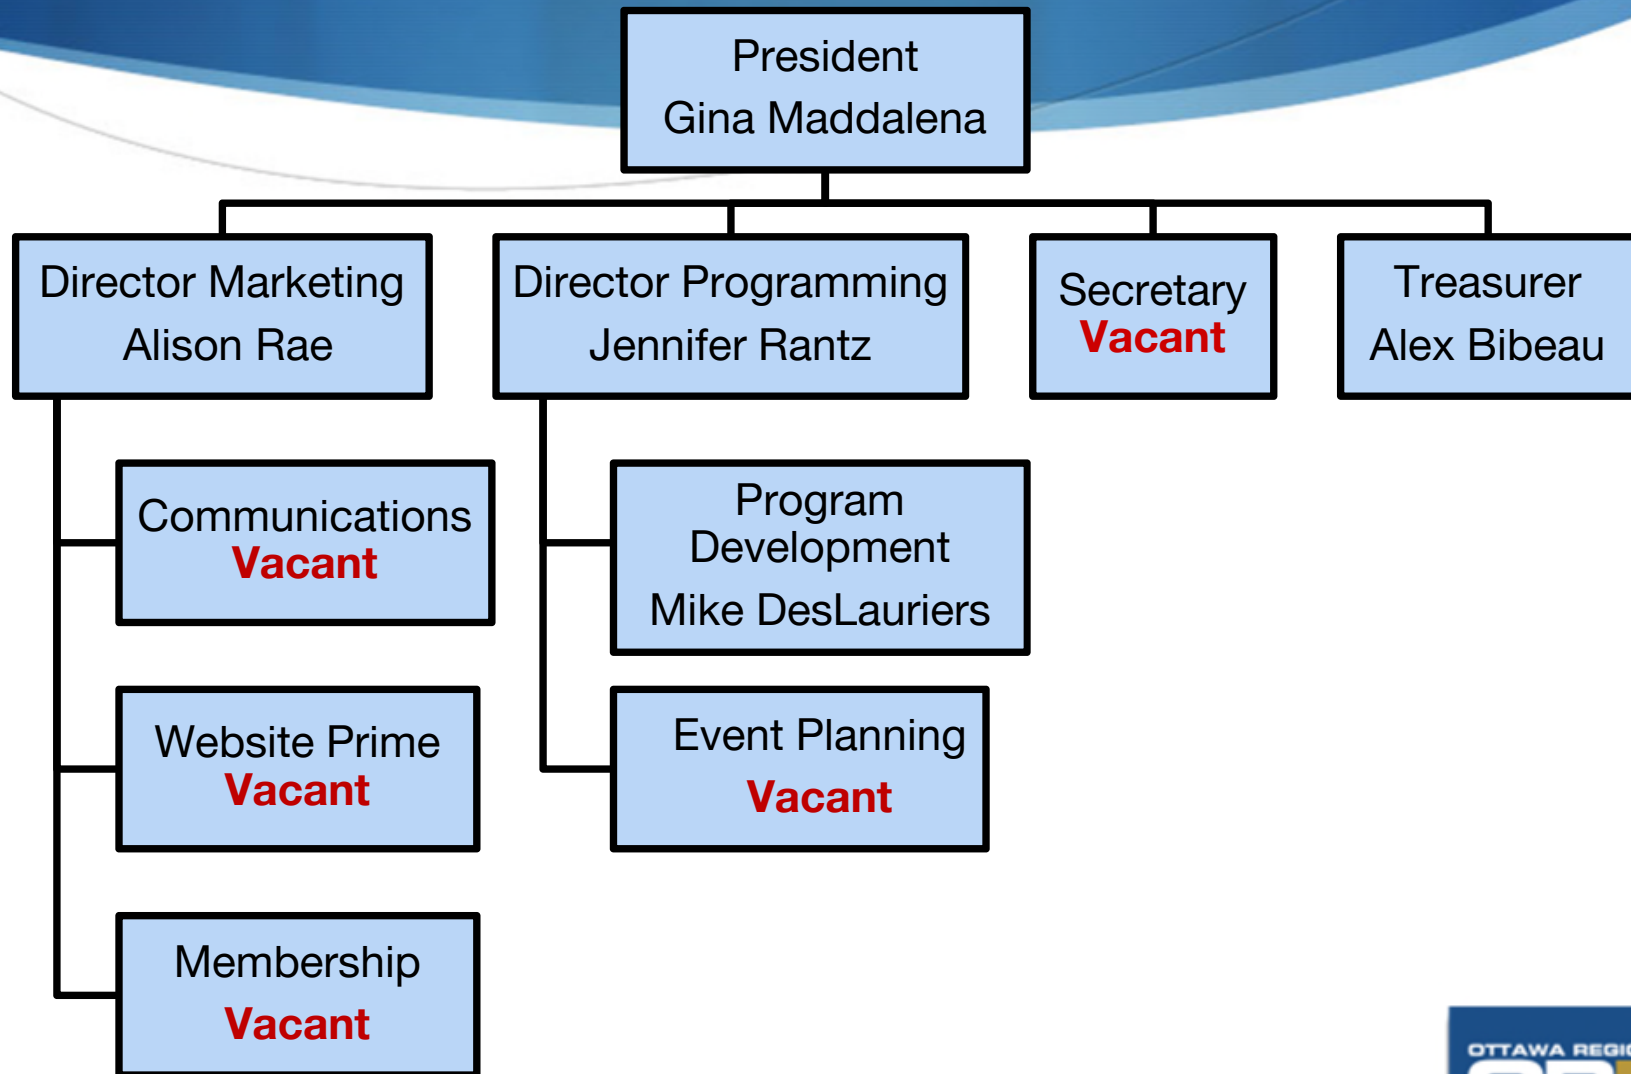 President
Gina Maddalena
Director Marketing
Alison Rae
Director Programming
Jennifer Rantz
Secretary
Vacant
Treasurer
Alex Bibeau
Communications
Vacant
Program
Development
Mike DesLauriers
Website Prime
Vacant
Event Planning
Vacant
Membership
Vacant
OTTAWA